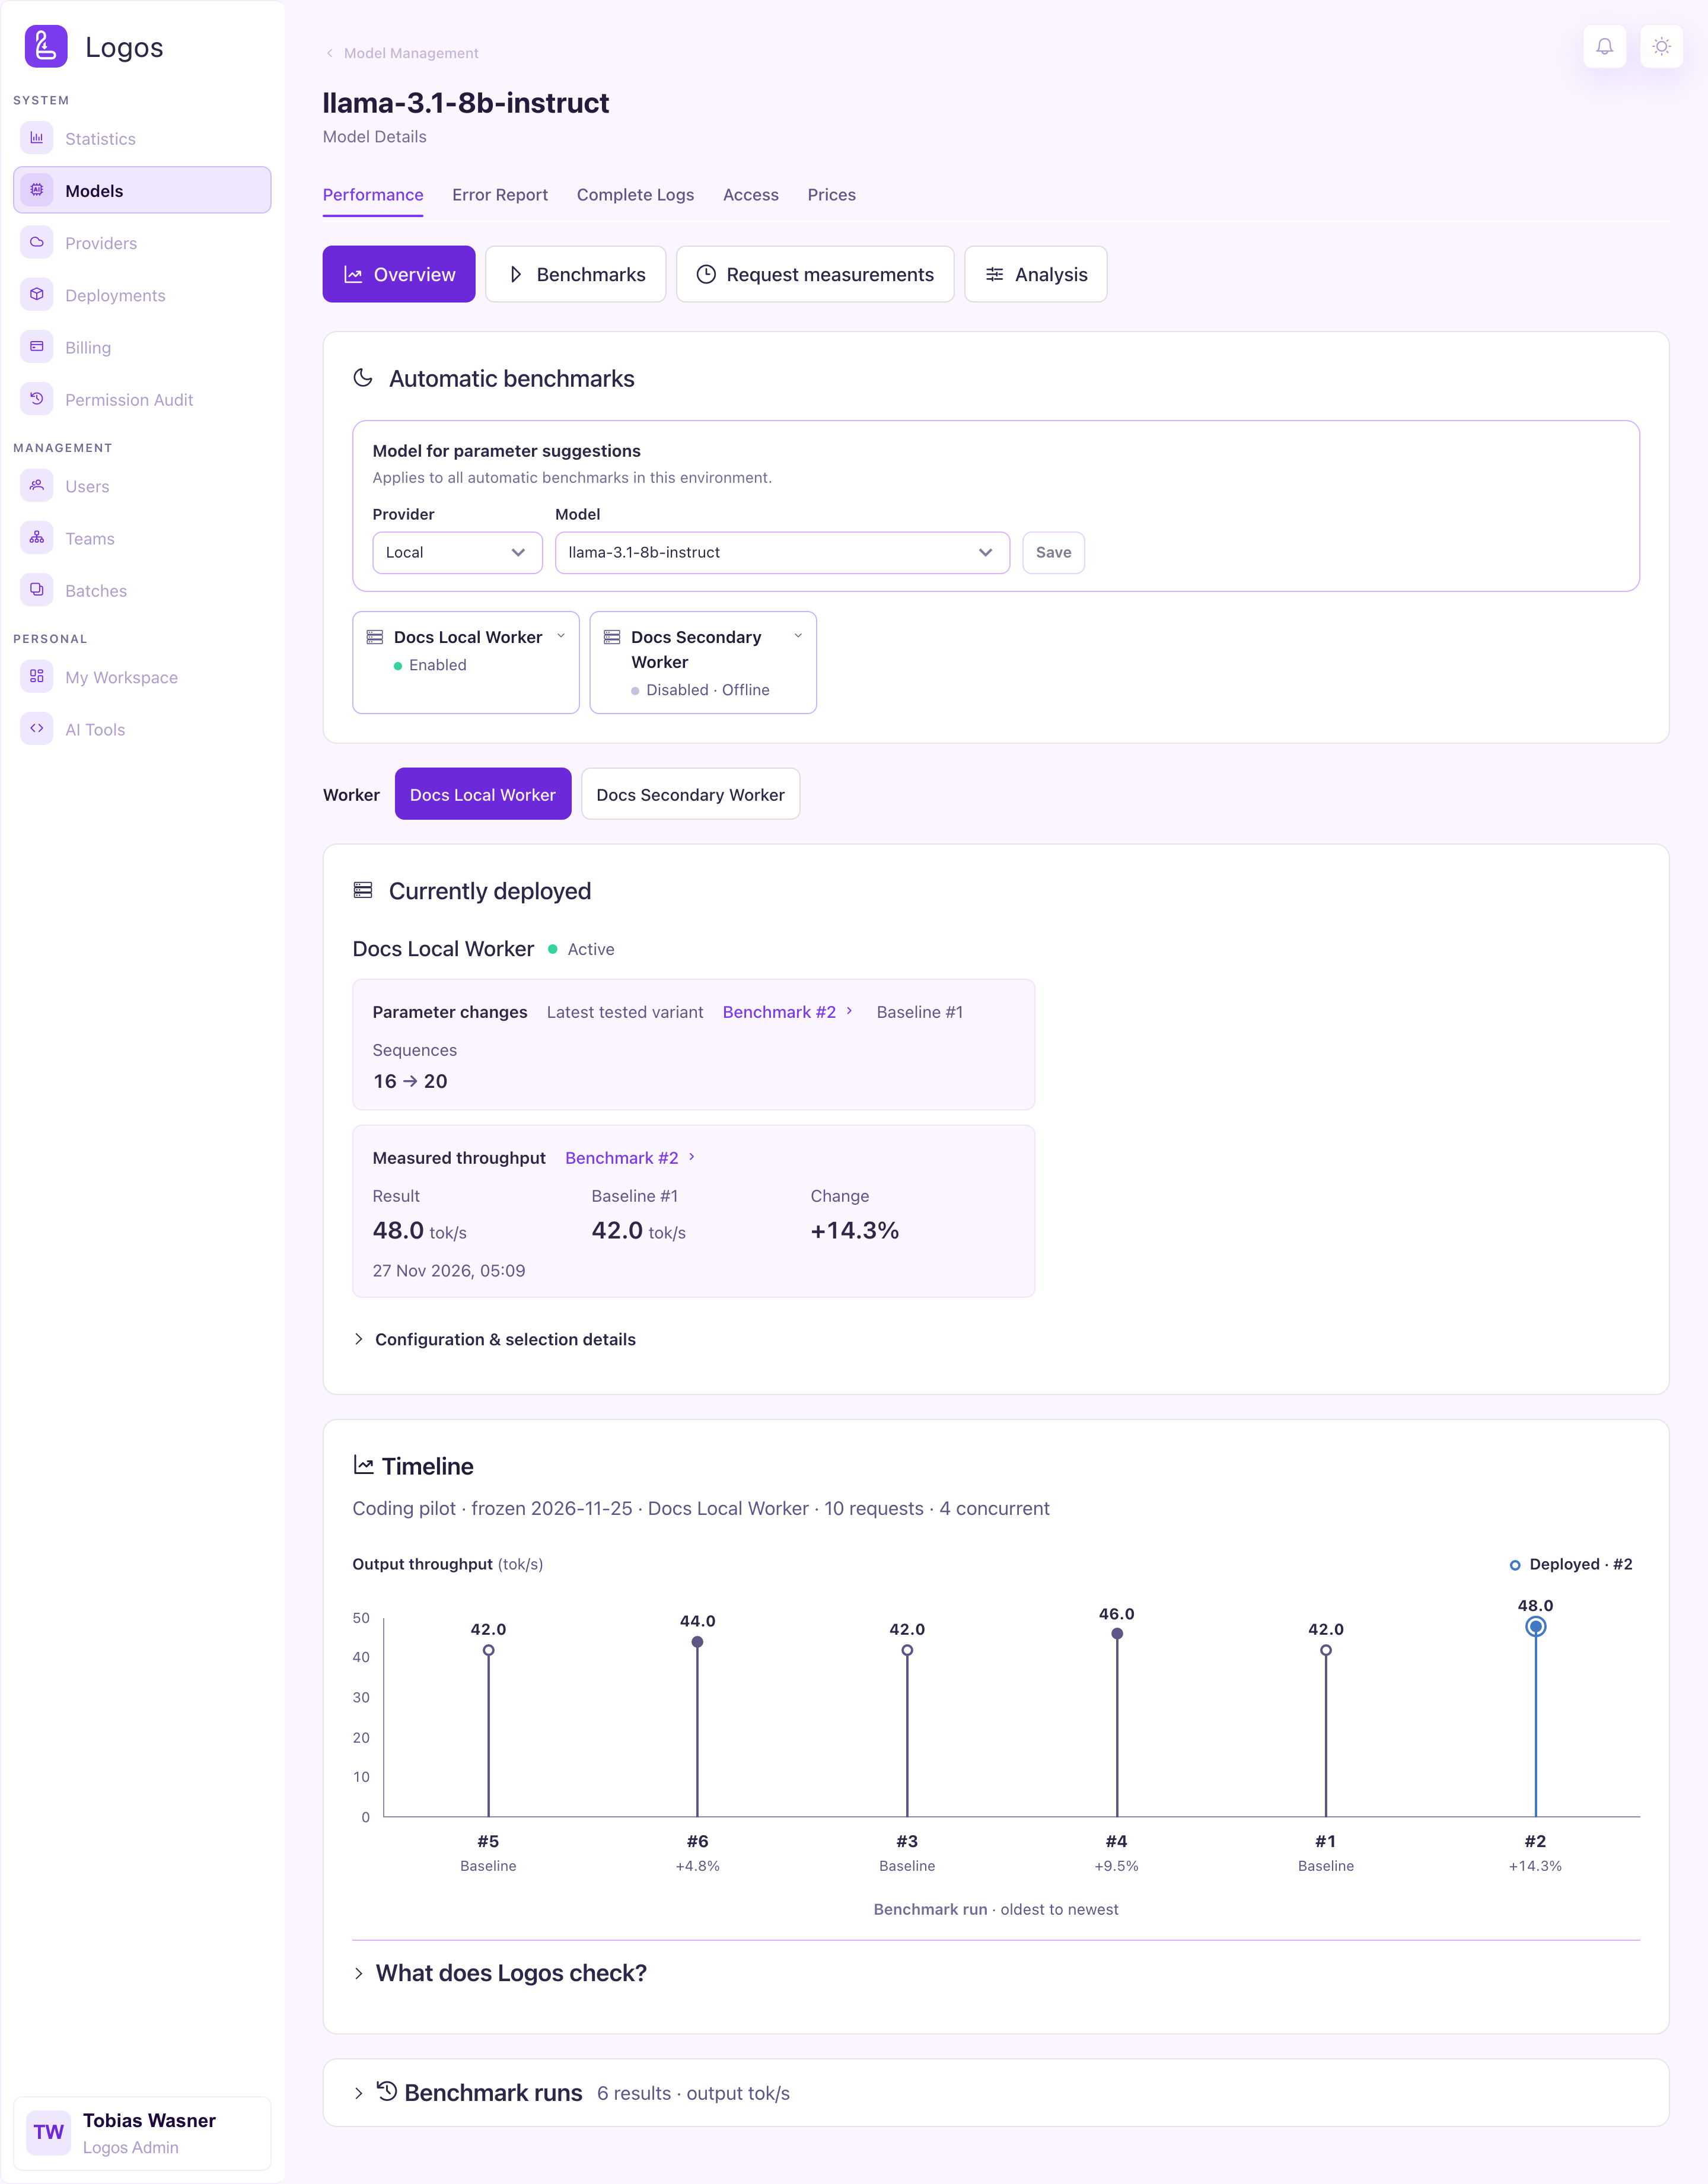 Logos
SYSTEM
Statistics
Models
Providers
Deployments
Billing
Permission Audit
MANAGEMENT
Users
Teams
Batches
PERSONAL
My Workspace
AI Tools
TW
Tobias Wasner
Logos Admin
Model Management
llama-3.1-8b-instruct
Model Details
Performance Error Report Complete Logs Access Prices
Overview Benchmarks Request measurements Analysis
Automatic benchmarks
Model for parameter suggestions
Applies to all automatic benchmarks in this environment.
Provider Model
Local llama-3.1-8b-instruct Save
Docs Local Worker
Enabled
Docs Secondary
Worker
Disabled · Offline
Worker Docs Local Worker Docs Secondary Worker
Currently deployed
Docs Local Worker Active
Parameter changes Latest tested variant Benchmark #2 Baseline #1
Sequences
16 → 20
Measured throughput Benchmark #2
Result Baseline #1 Change
48.0 tok/s 42.0 tok/s +14.3%
27 Nov 2026, 05:09
Configuration & selection details
Timeline
Coding pilot · frozen 2026-11-25 · Docs Local Worker · 10 requests · 4 concurrent
Output throughput (tok/s) Deployed · #2
50
40
30
20
10
0
42.0 44.0 42.0 46.0 42.0 48.0
#5 #6 #3 #4 #1 #2
Baseline +4.8% Baseline +9.5% Baseline +14.3%
Benchmark run · oldest to newest
What does Logos check?
Benchmark runs 6 results · output tok/s